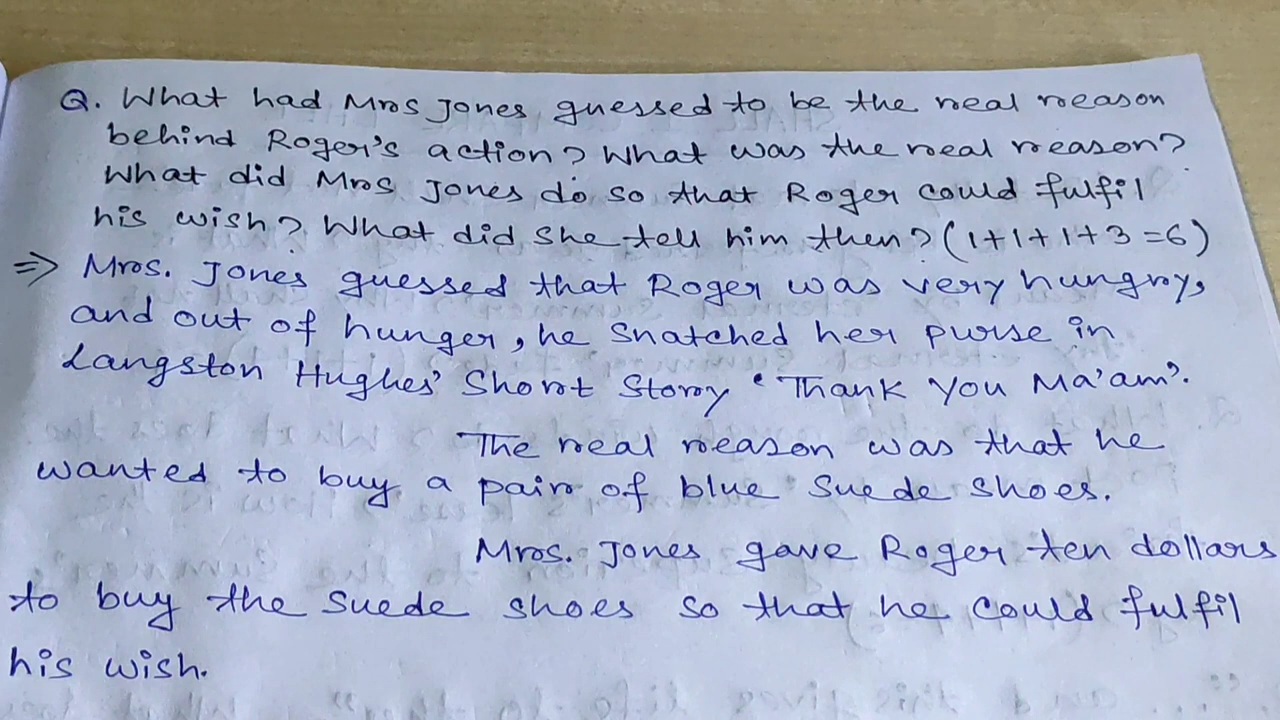 Q. What had Mrs Jones guessed to be the real reason
behind Roger's action? What was the real reason?
What did Mrs Jones do so that Roger could fulfil
his wish? What did she tell him then? (1+1+1+3=6)
⇒ Mrs. Jones guessed that Roger was very hungry,
and out of hunger, he snatched her purse in
Langston Hughes' Short Story 'Thank You Ma'am'.
The real reason was that he
wanted to buy a pair of blue suede shoes.
Mrs. Jones gave Roger ten dollars
to buy the suede shoes so that he could fulfil
his wish.